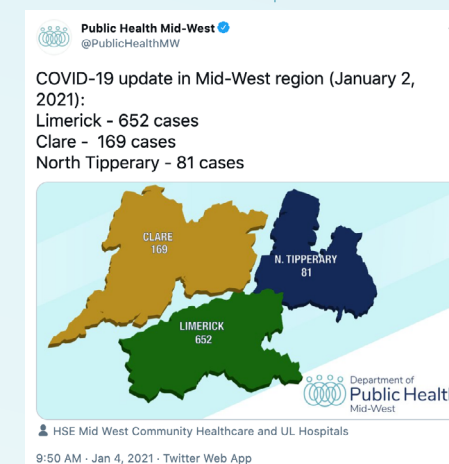 Public Health Mid-West
@PublicHealthMW
COVID-19 update in Mid-West region (January 2,
2021):
Limerick - 652 cases
Clare - 169 cases
North Tipperary - 81 cases
CLARE
169
N. TIPPERARY
81
LIMERICK
652
Department of
Public Health
Mid-West
HSE Mid West Community Healthcare and UL Hospitals
9:50 AM · Jan 4, 2021 · Twitter Web App